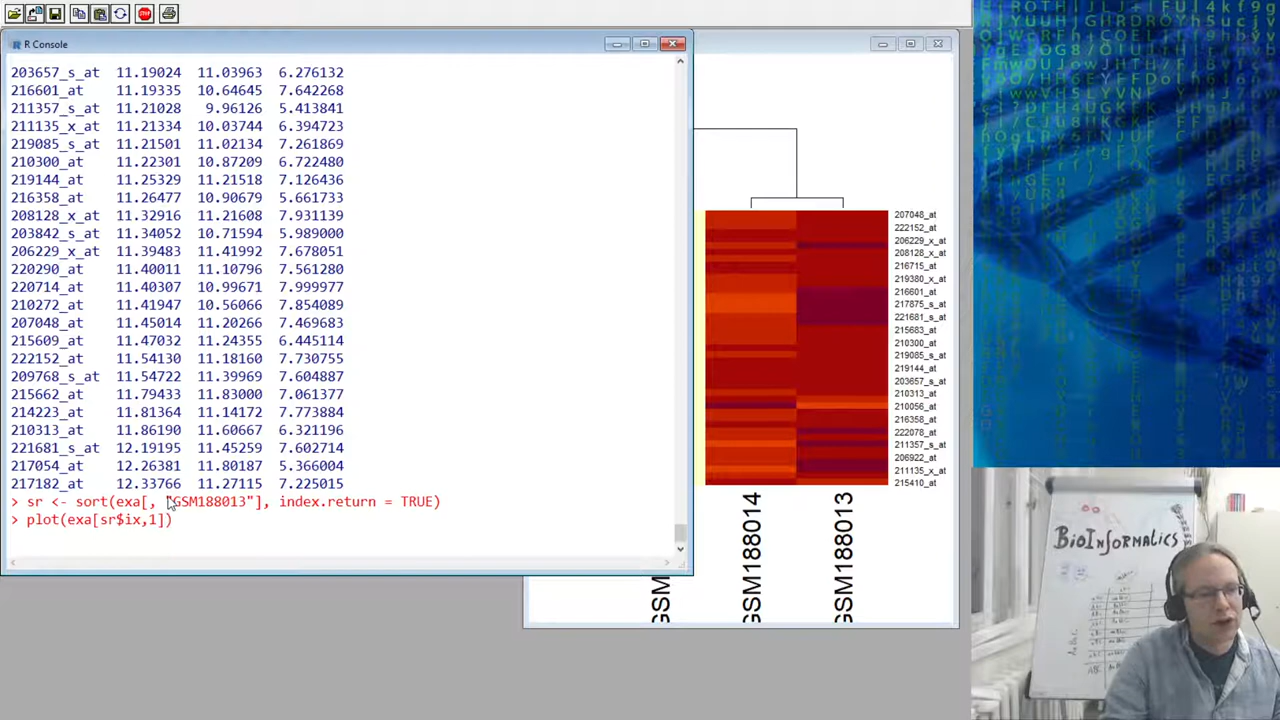 R Console
203657_s_at 11.19024 11.03963 6.276132
216601_at 11.19335 10.64645 7.642268
211357_s_at 11.21028 9.96126 5.413841
211135_x_at 11.21334 10.03744 6.394723
219085_s_at 11.21501 11.02134 7.261869
210300_at 11.22301 10.87209 6.722480
219144_at 11.25329 11.21518 7.126436
216358_at 11.26477 10.90679 5.661733
208128_x_at 11.32916 11.21608 7.931139
203842_s_at 11.34052 10.71594 5.989000
206229_x_at 11.39483 11.41992 7.678051
220290_at 11.40011 11.10796 7.561280
220714_at 11.40307 10.99671 7.999977
210272_at 11.41947 10.56066 7.854089
207048_at 11.45014 11.20266 7.469683
215609_at 11.47032 11.24355 6.445114
222152_at 11.54130 11.18160 7.730755
209768_s_at 11.54722 11.39969 7.604887
215662_at 11.79433 11.83000 7.061377
214223_at 11.81364 11.14172 7.773884
210313_at 11.86190 11.60667 6.321196
221681_s_at 12.19195 11.45259 7.602714
217054_at 12.26381 11.80187 5.366004
217182_at 12.33766 11.27115 7.225015
> sr <- sort(exa[, "GSM188013"], index.return = TRUE)
> plot(exa[sr$ix,1])
207048_at
222152_at
206229_x_at
208128_x_at
216715_at
219380_x_at
216601_at
217875_s_at
221681_s_at
215683_at
210300_at
219085_s_at
219144_at
203657_s_at
210313_at
210056_at
216358_at
222078_at
211357_s_at
206922_at
211135_x_at
215410_at
GSM188014
GSM188013
BioInformatics